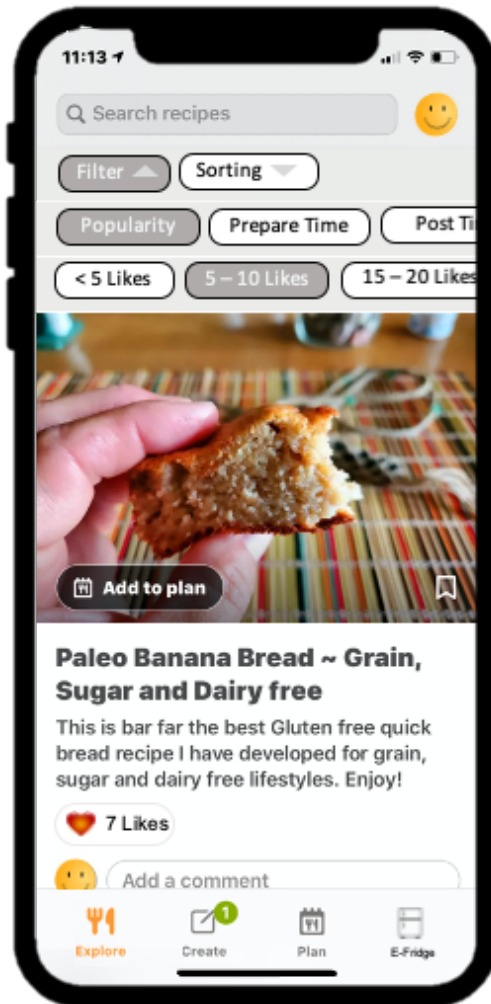 11:13
Search recipes
Filter Sorting
Popularity Prepare Time Post Ti
< 5 Likes 5 – 10 Likes 15 – 20 Likes
Add to plan
Paleo Banana Bread ~ Grain,
Sugar and Dairy free
This is bar far the best Gluten free quick
bread recipe I have developed for grain,
sugar and dairy free lifestyles. Enjoy!
7 Likes
Add a comment
1
Explore Create Plan E-Fridge